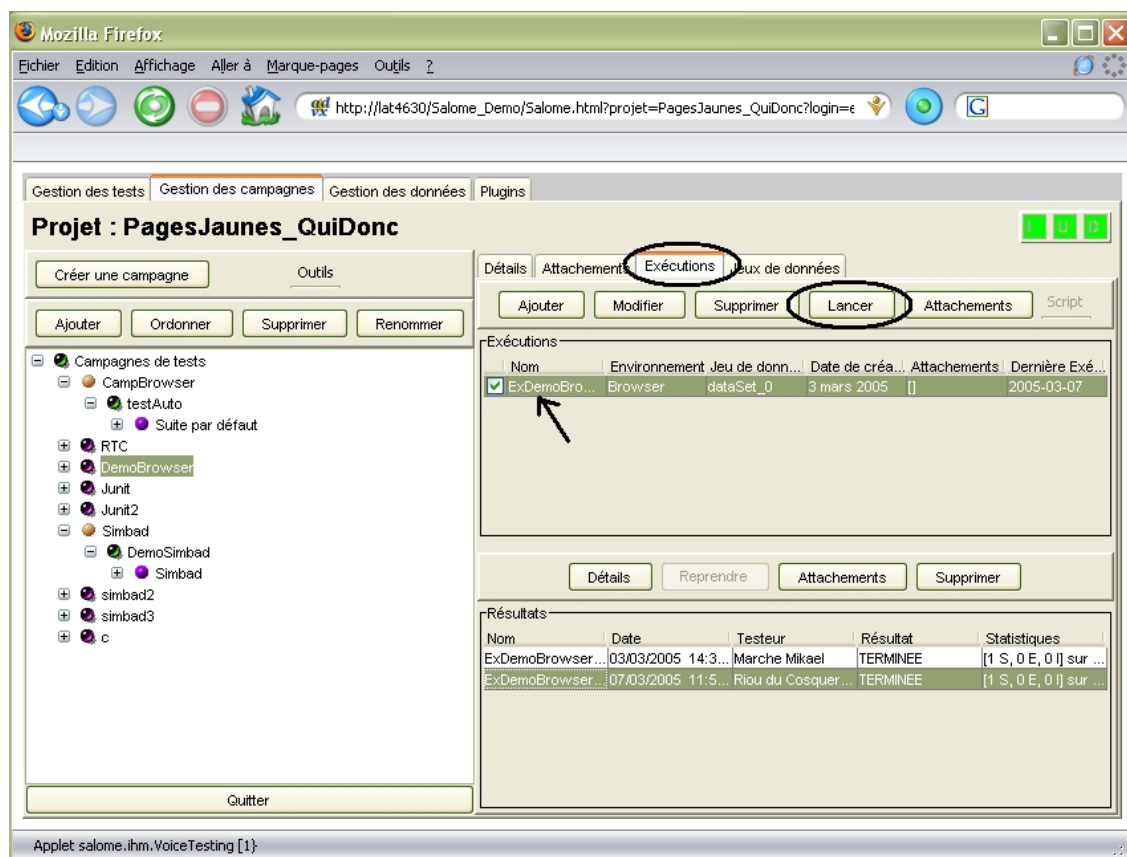 Mozilla Firefox
Fichier Edition Affichage Aller à Marque-pages Outils ?
http://lat4630/Salome_Demo/Salome.html?projet=PagesJaunes_QuiDonc?login=e
G
Gestion des tests Gestion des campagnes Gestion des données Plugins
Projet : PagesJaunes_QuiDonc
I U D
Créer une campagne Outils
Ajouter Ordonner Supprimer Renommer
Campagnes de tests
CampBrowser
testAuto
Suite par défaut
RTC
DemoBrowser
Junit
Junit2
Simbad
DemoSimbad
Simbad
simbad2
simbad3
c
Quitter
Détails Attachements Exécutions Jeux de données
Ajouter Modifier Supprimer Lancer Attachements Script
Exécutions
Nom Environnement Jeu de donn... Date de créa... Attachements Dernière Exé...
ExDemoBro... Browser dataSet_0 3 mars 2005 [] 2005-03-07
Détails Reprendre Attachements Supprimer
Résultats
Nom Date Testeur Résultat Statistiques
ExDemoBrowser... 03/03/2005 14:3... Marche Mikael TERMINEE [1 S, 0 E, 0 I] sur ...
ExDemoBrowser... 07/03/2005 11:5... Riou du Cosquer... TERMINEE [1 S, 0 E, 0 I] sur ...
Applet salome.ihm.VoiceTesting [1}